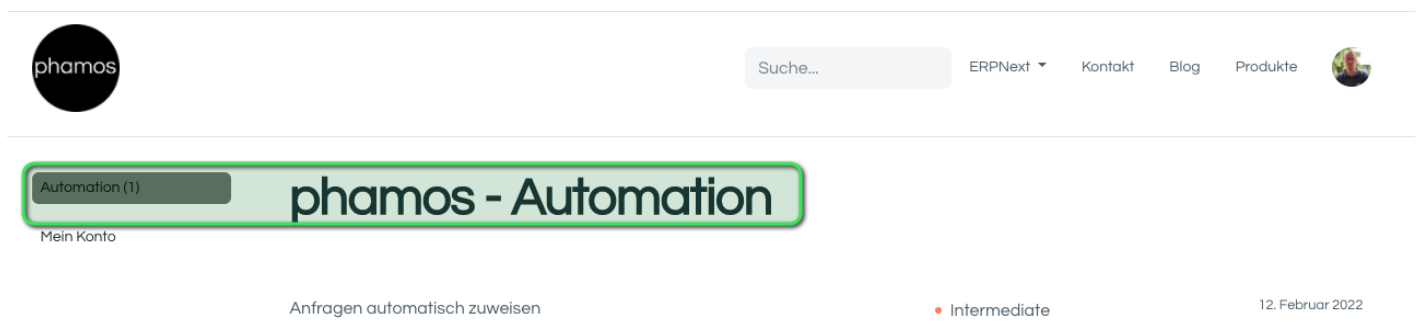 phamos
Suche...
ERPNext
Kontakt
Blog
Produkte
Automation (1)
phamos - Automation
Mein Konto
Anfragen automatisch zuweisen
Intermediate
12. Februar 2022